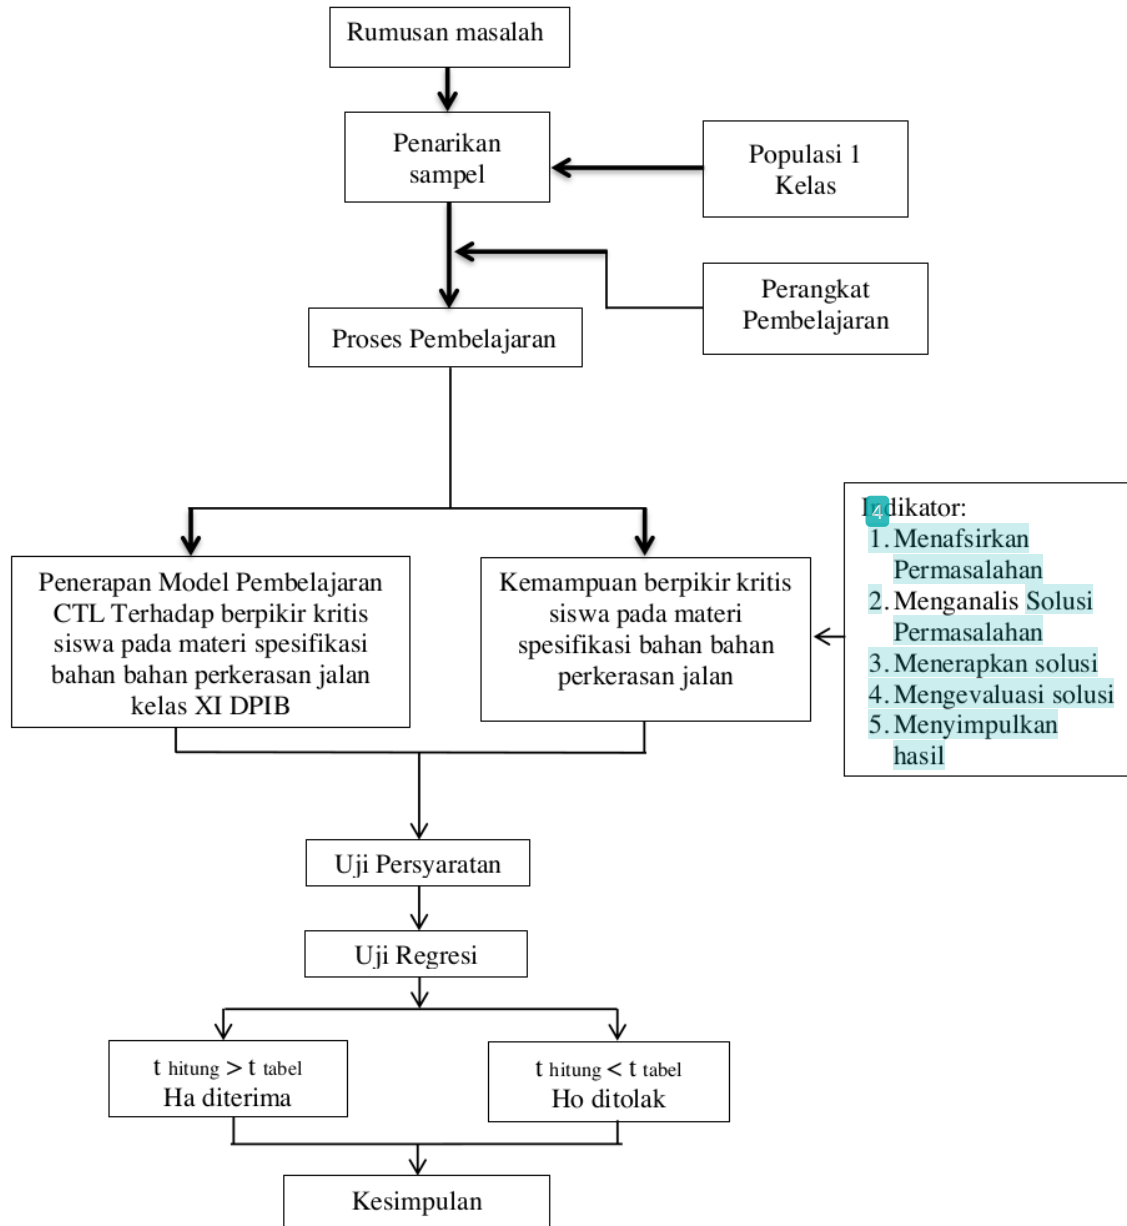 Rumusan masalah
Penarikan
sampel
Populasi 1
Kelas
Perangkat
Pembelajaran
Proses Pembelajaran
Penerapan Model Pembelajaran
CTL Terhadap berpikir kritis
siswa pada materi spesifikasi
bahan bahan perkerasan jalan
kelas XI DPIB
Kemampuan berpikir kritis
siswa pada materi
spesifikasi bahan bahan
perkerasan jalan
4
Indikator:
1. Menafsirkan
Permasalahan
2. Menganalis Solusi
Permasalahan
3. Menerapkan solusi
4. Mengevaluasi solusi
5. Menyimpulkan
hasil
Uji Persyaratan
Uji Regresi
t hitung > t tabel
Ha diterima
t hitung < t tabel
Ho ditolak
Kesimpulan